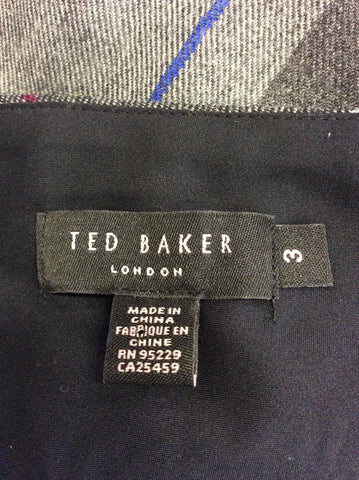 TED BAKER
LONDON
3
MADE IN
CHINA
FABRIQUE EN
CHINE
RN 95229
CA25459